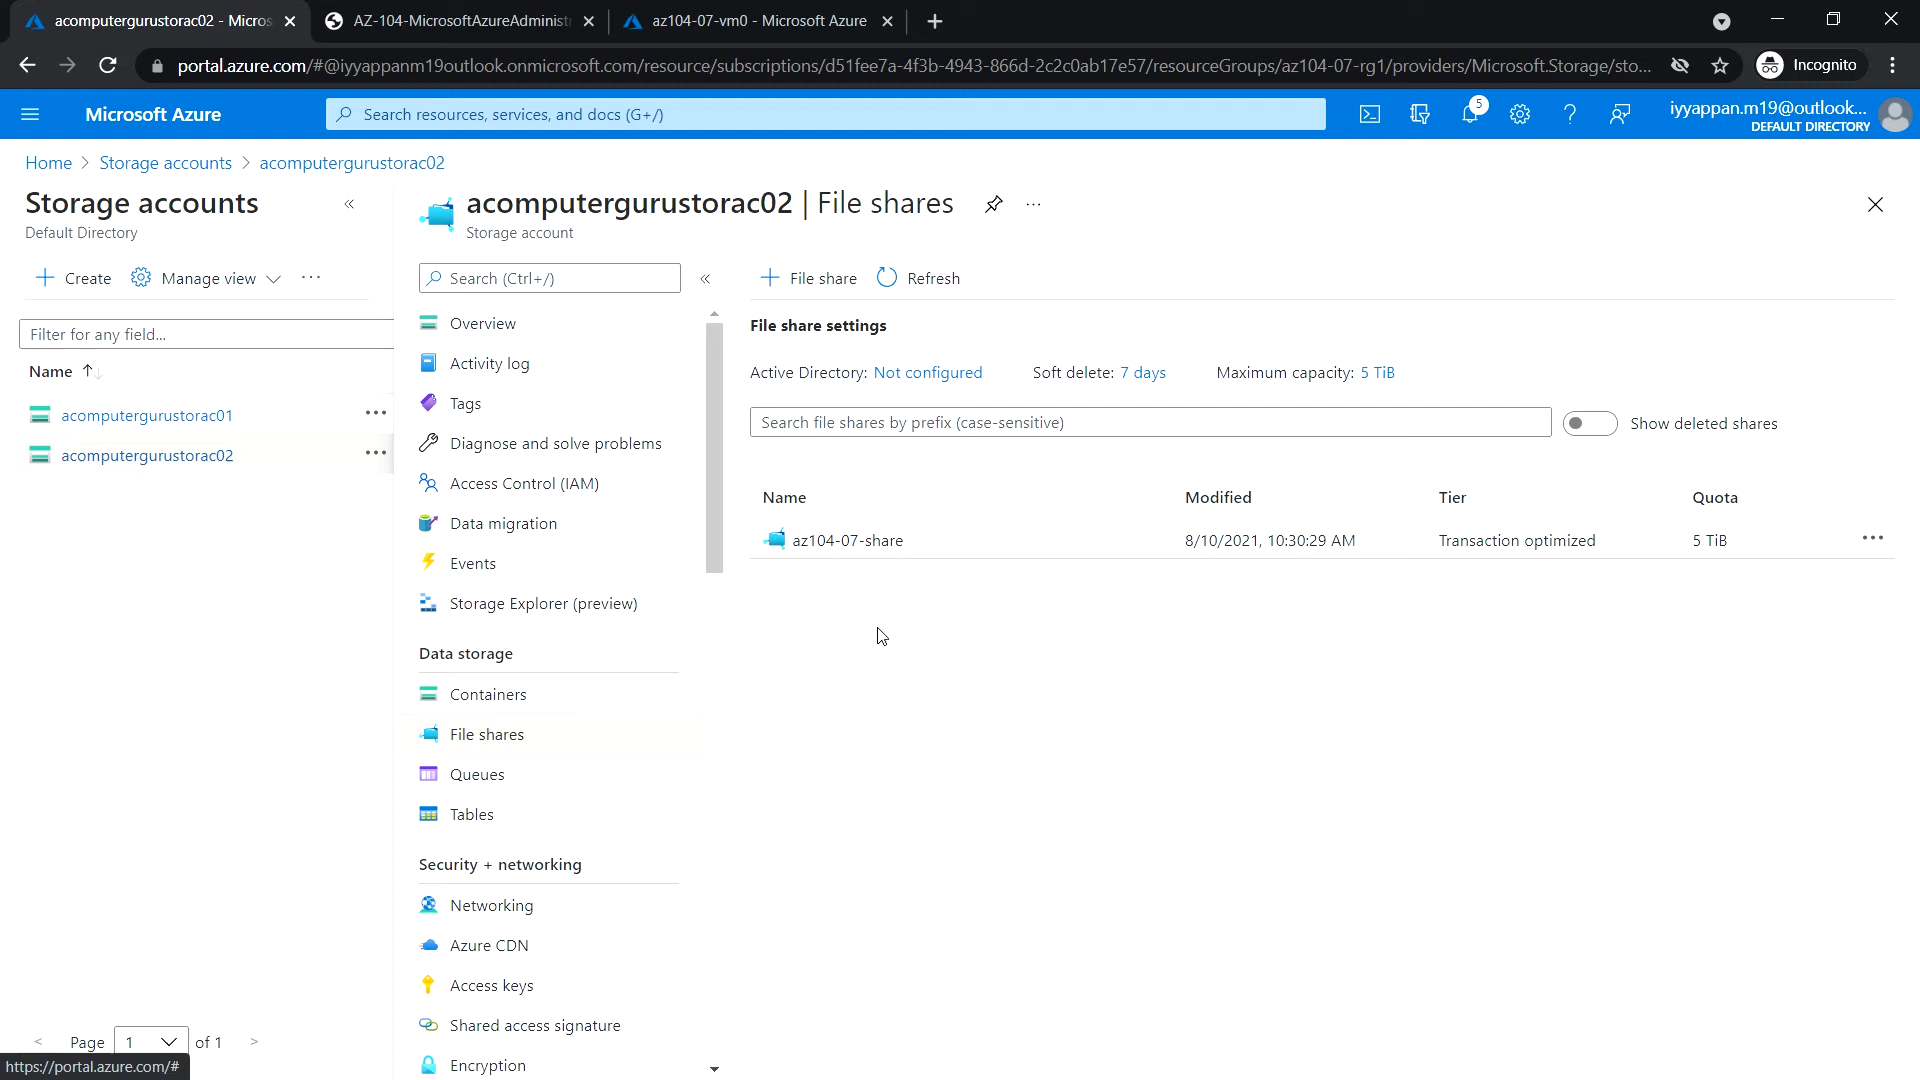 acomputergurustorac02 - Micros
AZ-104-MicrosoftAzureAdminist
az104-07-vm0 - Microsoft Azure
portal.azure.com/#@iyyappanm19outlook.onmicrosoft.com/resource/subscriptions/d51fee7a-4f3b-4943-866d-2c2c0ab17e57/resourceGroups/az104-07-rg1/providers/Microsoft.Storage/sto...
Incognito
Microsoft Azure
Search resources, services, and docs (G+/)
5
iyyappan.m19@outlook...
DEFAULT DIRECTORY
Home > Storage accounts > acomputergurustorac02
Storage accounts
Default Directory
Create
Manage view
Filter for any field...
Name
acomputergurustorac01
acomputergurustorac02
Page 1 of 1
https://portal.azure.com/#
acomputergurustorac02 | File shares
Storage account
Search (Ctrl+/)
Overview
Activity log
Tags
Diagnose and solve problems
Access Control (IAM)
Data migration
Events
Storage Explorer (preview)
Data storage
Containers
File shares
Queues
Tables
Security + networking
Networking
Azure CDN
Access keys
Shared access signature
Encryption
File share
Refresh
File share settings
Active Directory: Not configured
Soft delete: 7 days
Maximum capacity: 5 TiB
Search file shares by prefix (case-sensitive)
Show deleted shares
Name Modified Tier Quota
az104-07-share 8/10/2021, 10:30:29 AM Transaction optimized 5 TiB